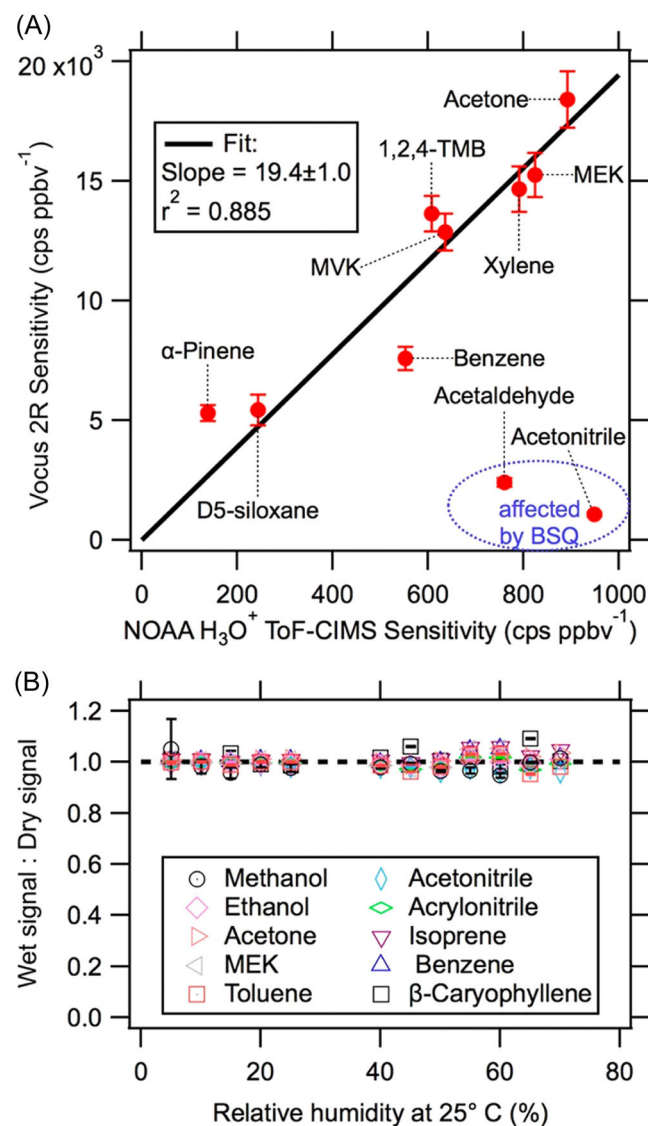 (A)
20 x10³
15
10
5
0
Vocus 2R Sensitivity (cps ppbv⁻¹)
Fit:
Slope = 19.4±1.0
r² = 0.885
Acetone
1,2,4-TMB
MEK
MVK
Xylene
α-Pinene
Benzene
Acetaldehyde
Acetonitrile
D5-siloxane
affected
by BSQ
0 200 400 600 800 1000
NOAA H₃O⁺ ToF-CIMS Sensitivity (cps ppbv⁻¹)
(B)
1.2
1.0
0.8
0.6
0.4
0.2
0.0
Wet signal : Dry signal
Methanol Acetonitrile
Ethanol Acrylonitrile
Acetone Isoprene
MEK Benzene
Toluene β-Caryophyllene
0 20 40 60 80
Relative humidity at 25° C (%)